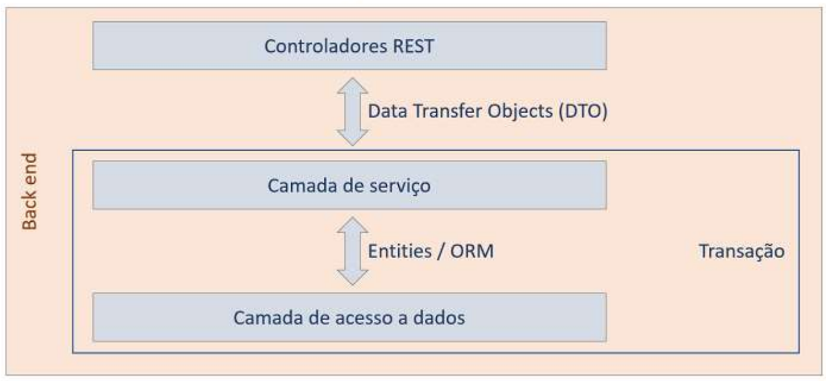 Controladores REST
Data Transfer Objects (DTO)
Back end
Camada de serviço
Entities / ORM
Transação
Camada de acesso a dados